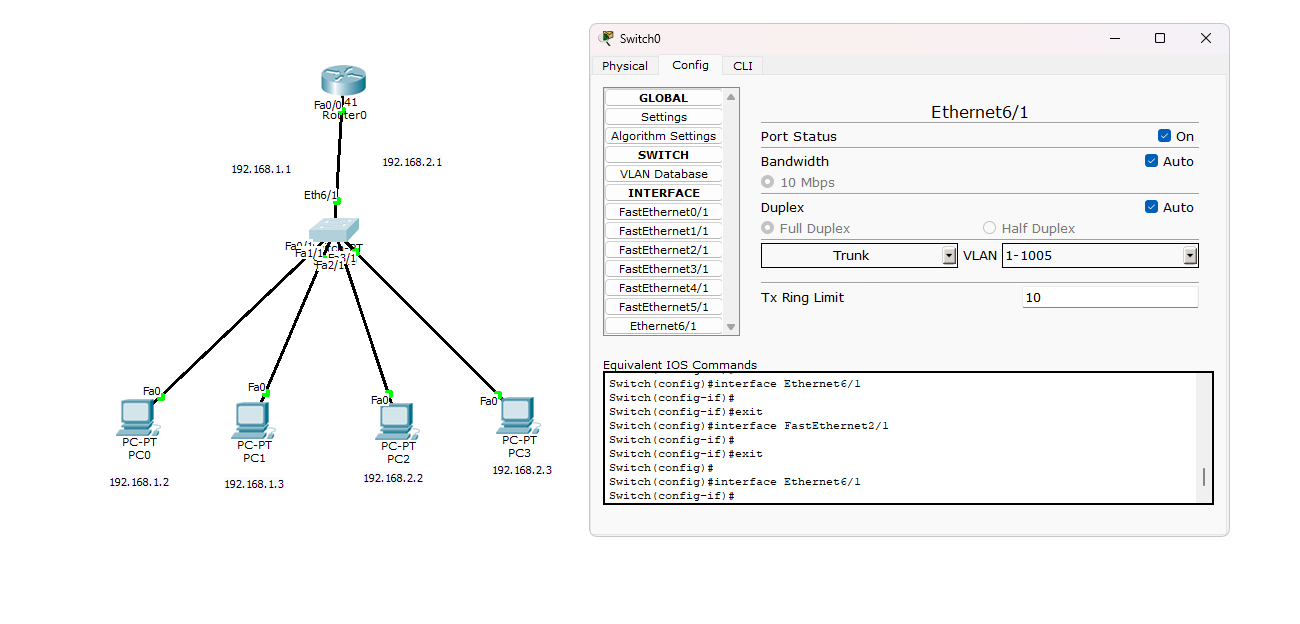 Fa0/0
41
Router0
192.168.1.1
192.168.2.1
Eth6/1
Fa0/1
Fa1/1
Fa3/1
Fa2/1
Fa0
Fa0
Fa0
Fa0
PC-PT
PC0
PC-PT
PC1
PC-PT
PC2
PC-PT
PC3
192.168.1.2
192.168.1.3
192.168.2.2
192.168.2.3
Switch0
Physical Config CLI
GLOBAL
Settings
Algorithm Settings
SWITCH
VLAN Database
INTERFACE
FastEthernet0/1
FastEthernet1/1
FastEthernet2/1
FastEthernet3/1
FastEthernet4/1
FastEthernet5/1
Ethernet6/1
Ethernet6/1
Port Status On
Bandwidth Auto
10 Mbps
Duplex Auto
Full Duplex Half Duplex
Trunk VLAN 1-1005
Tx Ring Limit 10
Equivalent IOS Commands
Switch(config)#interface Ethernet6/1
Switch(config-if)#
Switch(config-if)#exit
Switch(config)#interface FastEthernet2/1
Switch(config-if)#
Switch(config-if)#exit
Switch(config)#
Switch(config)#interface Ethernet6/1
Switch(config-if)#